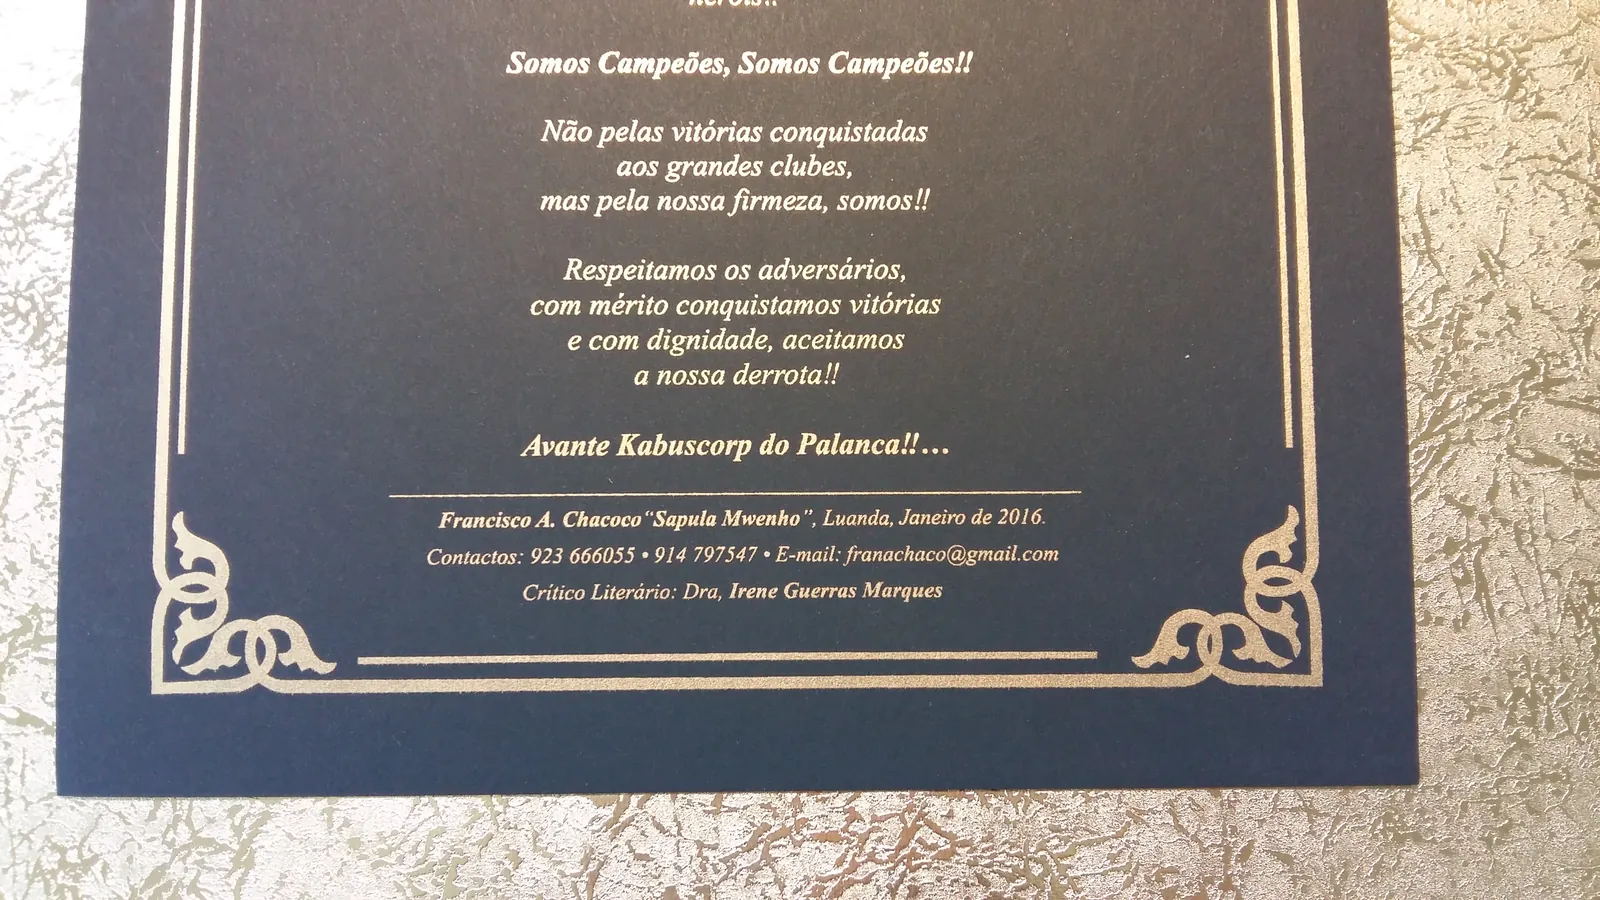 heróis!!
Somos Campeões, Somos Campeões!!
Não pelas vitórias conquistadas
aos grandes clubes,
mas pela nossa firmeza, somos!!
Respeitamos os adversários,
com mérito conquistamos vitórias
e com dignidade, aceitamos
a nossa derrota!!
Avante Kabuscorp do Palanca!!...
Francisco A. Chacoco "Sapula Mwenho", Luanda, Janeiro de 2016.
Contactos: 923 666055 • 914 797547 • E-mail: franachaco@gmail.com
Crítico Literário: Dra, Irene Guerras Marques